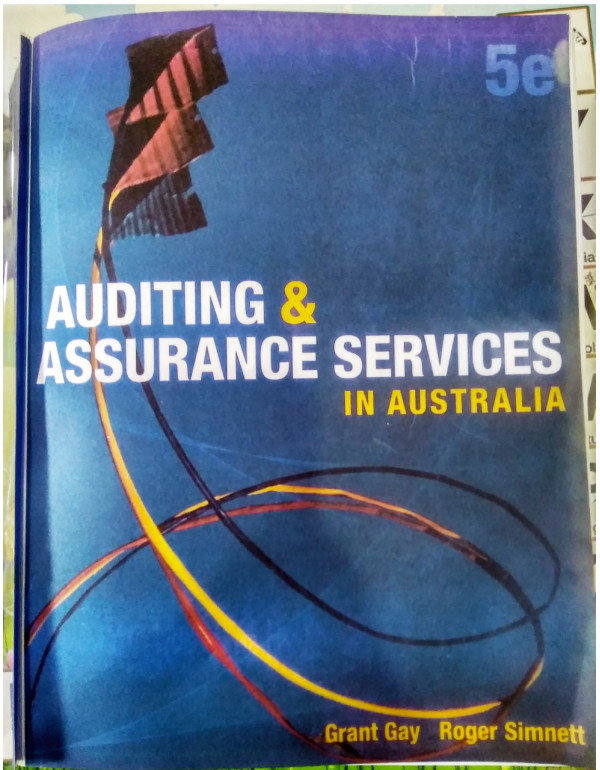 5e
AUDITING &
ASSURANCE SERVICES
IN AUSTRALIA
Grant Gay Roger Simnett